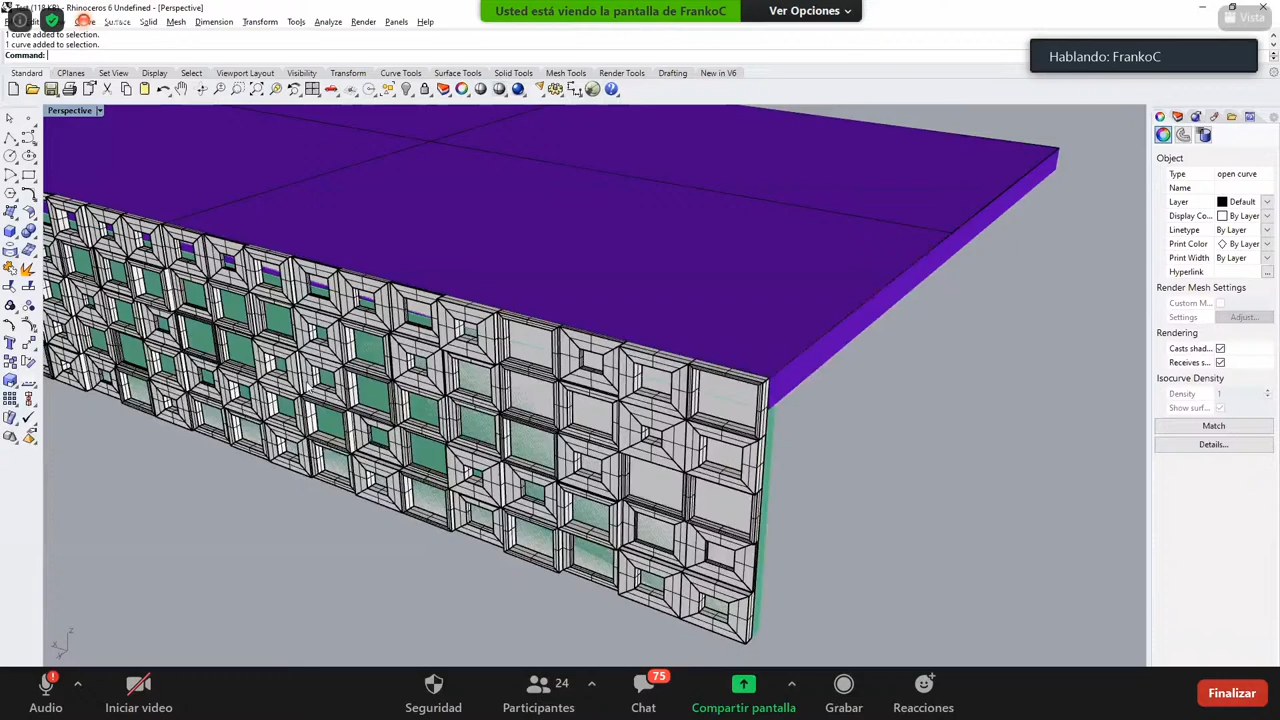 Test (118 KB) - Rhinoceros 6 Undefined - [Perspective]
Usted está viendo la pantalla de FrankoC
Ver Opciones
Surface Solid Mesh Dimension Transform Tools Analyze Render Panels Help
Vista
1 curve added to selection.
1 curve added to selection.
Command:
Hablando: FrankoC
Standard CPlanes Set View Display Select Viewport Layout Visibility Transform Curve Tools Surface Tools Solid Tools Mesh Tools Render Tools Drafting New in V6
Perspective
Object
Type open curve
Name
Layer Default
Display Co... By Layer
Linetype By Layer
Print Color By Layer
Print Width By Layer
Hyperlink ...
Render Mesh Settings
Custom M...
Settings Adjust...
Rendering
Casts shad...
Receives s...
Isocurve Density
Density 1
Show surf...
Match
Details...
z
x
y
Audio
Iniciar video
Seguridad
24
Participantes
75
Chat
Compartir pantalla
Grabar
Reacciones
Finalizar